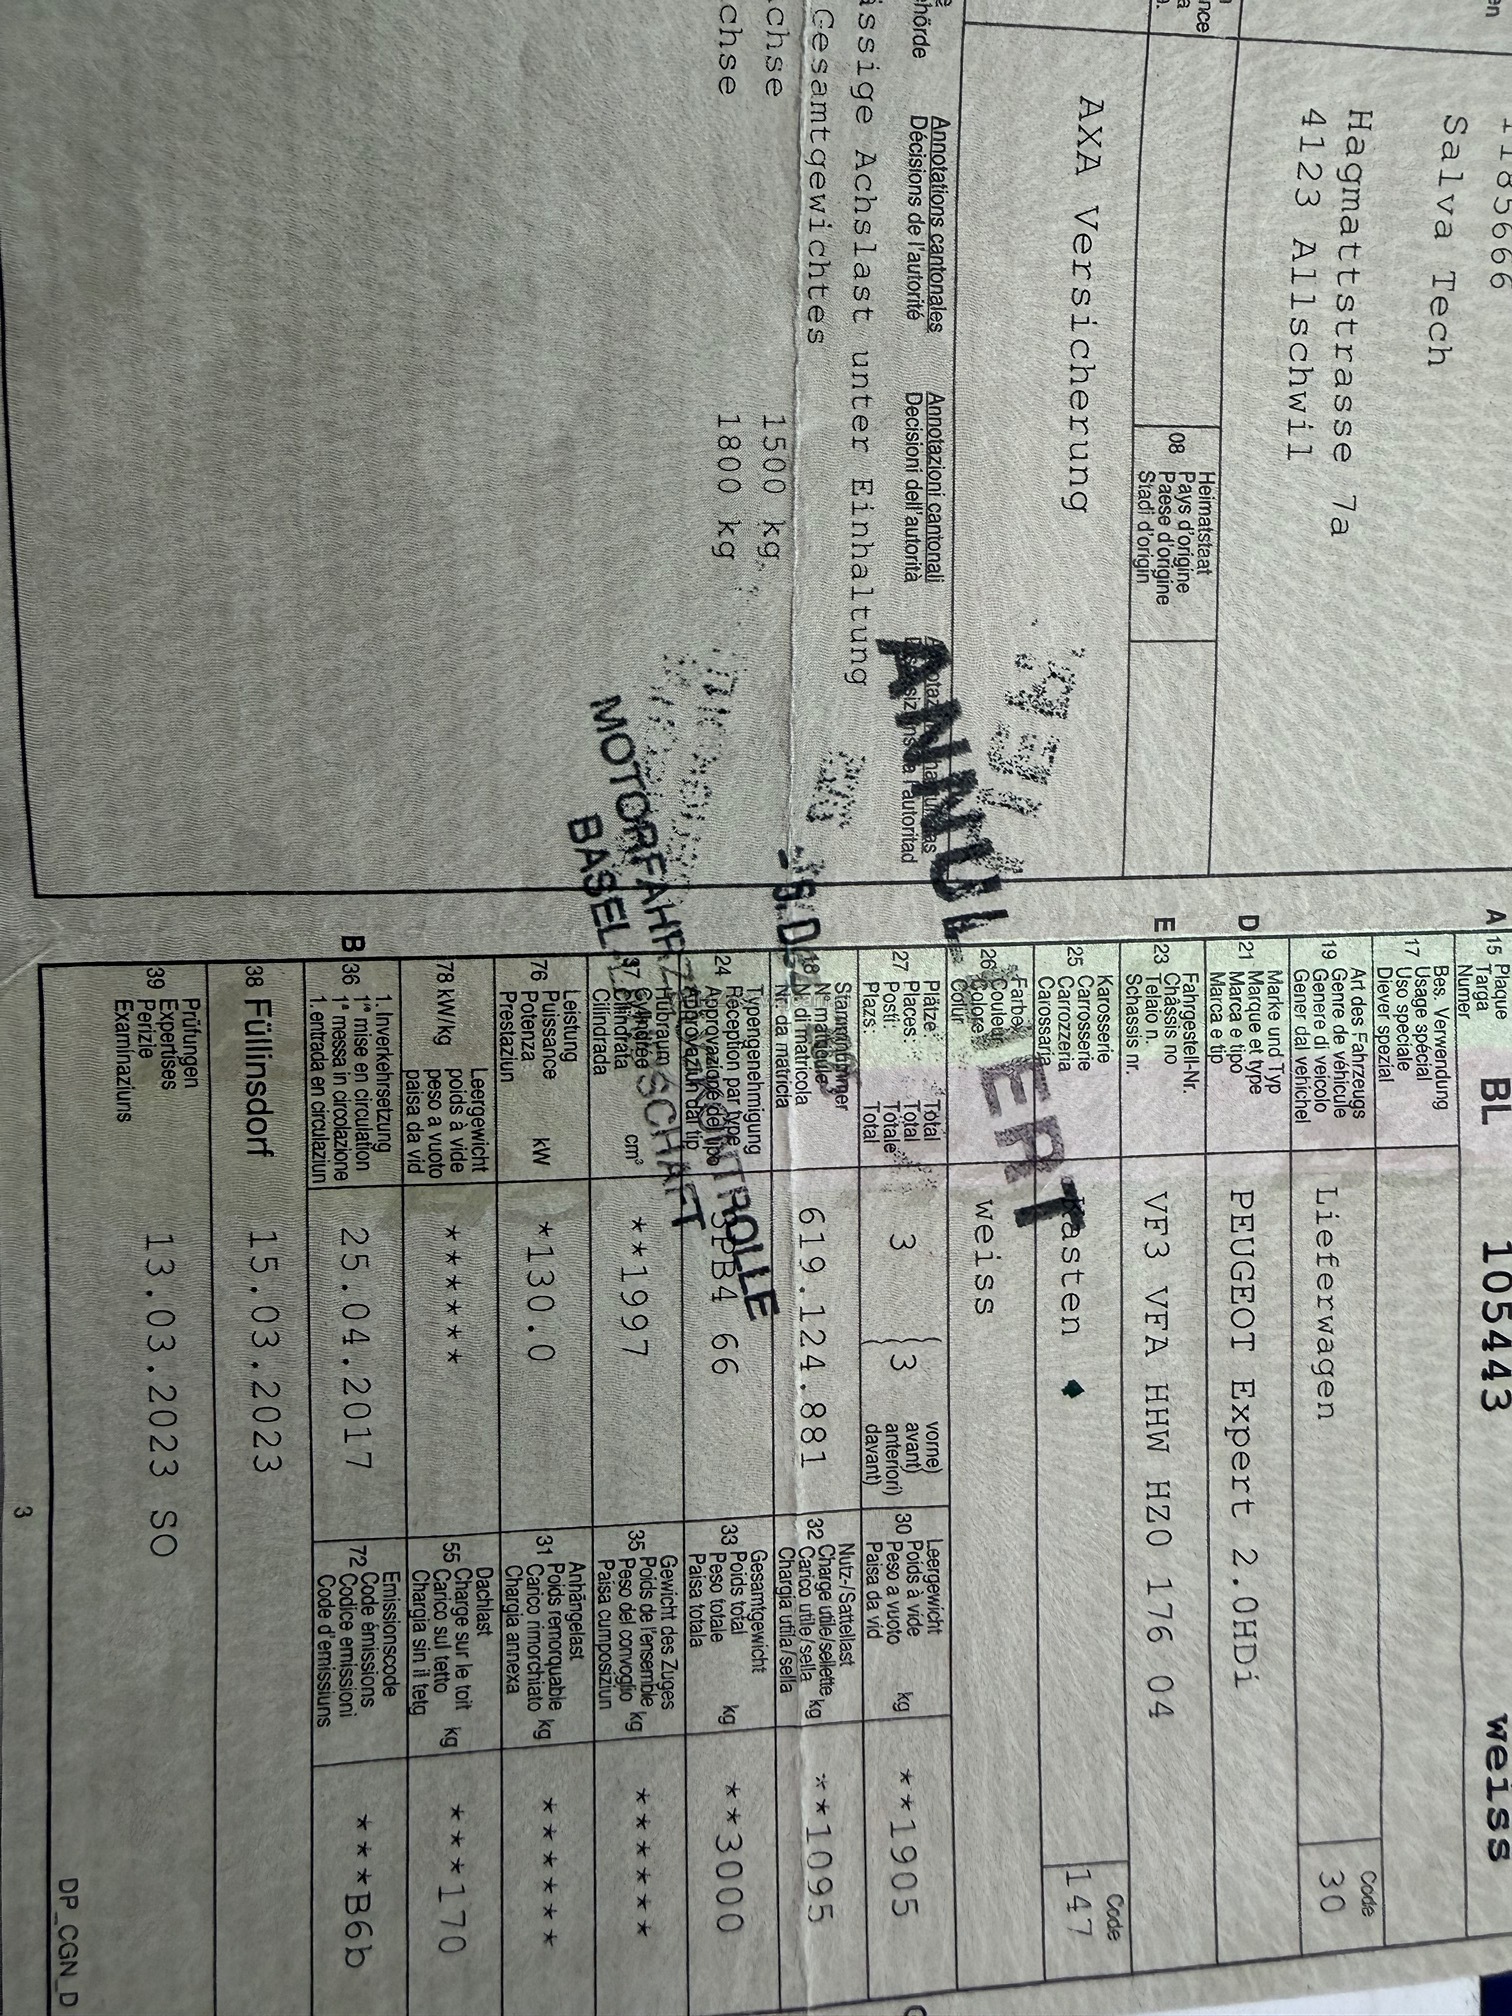 Salva Tech
Hagmattstrasse 7a
4123 Allschwil
08 Heimatstaat
Pays d'origine
Paese d'origine
Stadi d'origin
AXA Versicherung
Annotations cantonales
Décisions de l'autorité
Annotazioni cantonali
Decisioni dell'autorità
unter Einhaltung
Achslast
Gesamtgewichtes
1500 kg
1800 kg
ANNULLIERT
MOTORFAHRZEUGKONTROLLE
A 15 Plaque
Targa
Numer
BL 105443 weiss
17 Bes. Verwendung
Usage spécial
Uso speciale
Diever spezial
19 Art des Fahrzeugs
Genre de véhicule
Genere di veicolo
Gener dal vehichel
Lieferwagen
Code
30
D 21 Marke und Typ
Marque et type
Marca e tipo
Marca e tip
PEUGEOT Expert 2.0HDi
E 23 Fahrgestell-Nr.
Châssis no
Telaio n.
Schassis nr.
VF3 VFA HHW HZ0 176 04
25 Karosserie
Carrosserie
Carrozzeria
Carossaria
Kasten
Code
147
26 Farbe
Couleur
Colore
Colur
weiss
27 Plätze: Total
Places: Total
Posti: Totale
Plazs: Total
3
3
vorne)
avant)
anteriori)
davant)
30 Leergewicht
Poids à vide
Peso a vuoto
Paisa da vid
kg
**1905
18 Stammnummer
N° matricule
N. di matricola
Nr. da matricla
619.124.881
32 Nutz-/Sattellast
Charge utile/sellette
Carico utile/sella
Chargia utila/sella
kg
**1095
24 Typengenehmigung
Réception par type
Approvazione del tipo
Approvaziun dal tip
66
33 Gesamtgewicht
Poids total
Peso totale
Paisa totala
kg
**3000
37 Hubraum
Cylindrée
Cilindrata
Cilindrada
cm³
**1997
35 Gewicht des Zuges
Poids de l'ensemble
Peso del convoglio
Paisa cumposiziun
kg
******
76 Leistung
Puissance
Potenza
Prestaziun
kW
*130.0
31 Anhängelast
Poids remorquable
Carico rimorchiato
Chargia annexa
kg
******
78 kW/kg
Leergewicht
poids à vide
peso a vuoto
paisa da vid
******
55 Dachlast
Charge sur le toit
Carico sul tetto
Chargia sin il tetg
kg
***170
B 36 1. Inverkehrsetzung
1re mise en circulation
1a messa in circolazione
1. entrada en circulaziun
25.04.2017
72 Emissionscode
Code émissions
Codice emissioni
Code d'emissiuns
***B6b
38 Füllinsdorf 15.03.2023
39 Prüfungen
Expertises
Perizie
Examinaziuns
13.03.2023 SO
3
DP_CGN_D